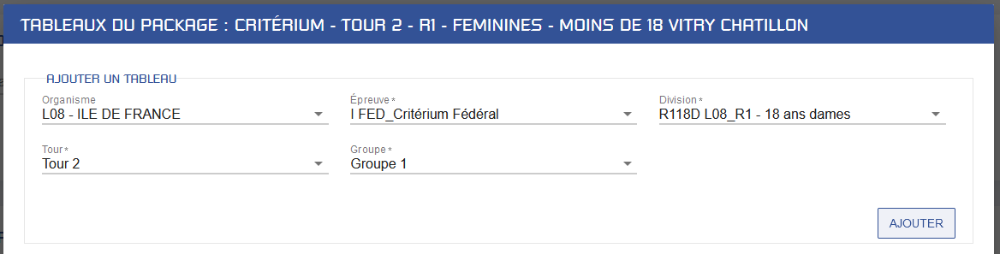 TABLEAUX DU PACKAGE : CRITÉRIUM - TOUR 2 - R1 - FEMININES - MOINS DE 18 VITRY CHATILLON
AJOUTER UN TABLEAU
Organisme
L08 - ILE DE FRANCE
Épreuve *
I FED_Critérium Fédéral
Division *
R118D L08_R1 - 18 ans dames
Tour *
Tour 2
Groupe *
Groupe 1
AJOUTER